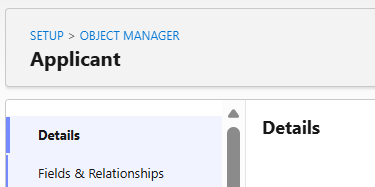 SETUP > OBJECT MANAGER
Applicant
Details
Details
Fields & Relationships